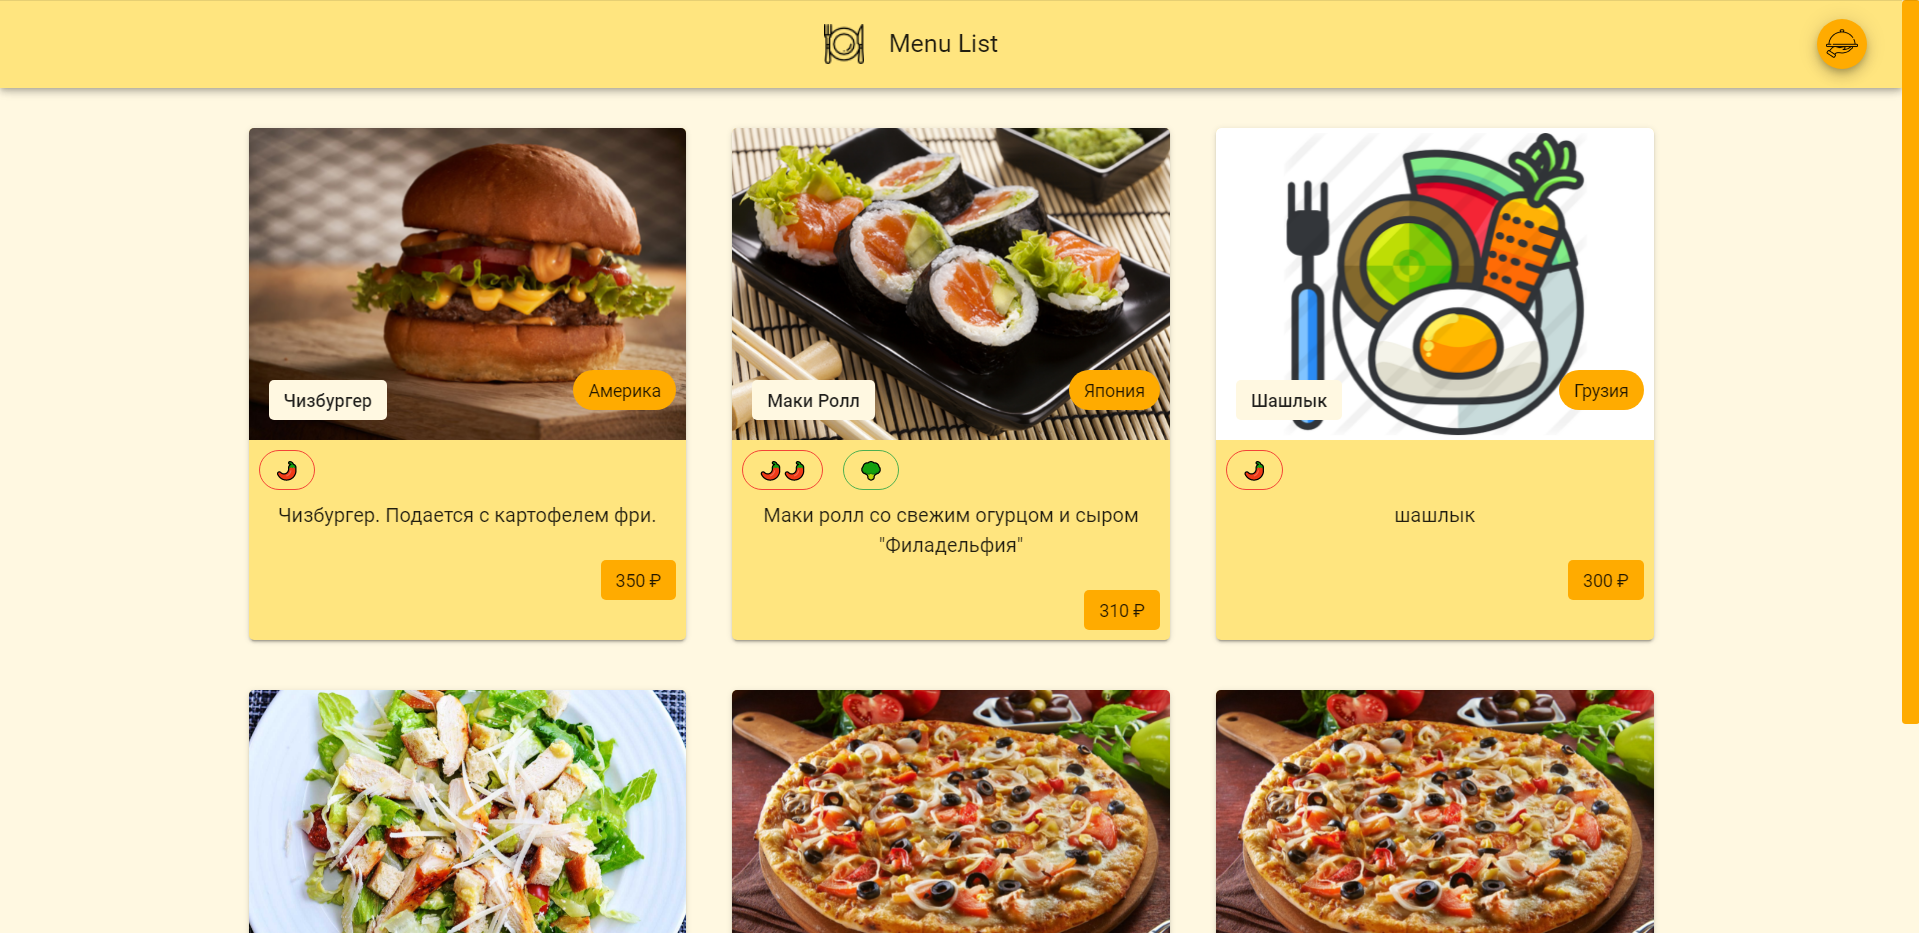 Menu List
Чизбургер
Америка
Чизбургер. Подается с картофелем фри.
350 ₽
Маки Ролл
Япония
Маки ролл со свежим огурцом и сыром
"Филадельфия"
310 ₽
Шашлык
Грузия
шашлык
300 ₽